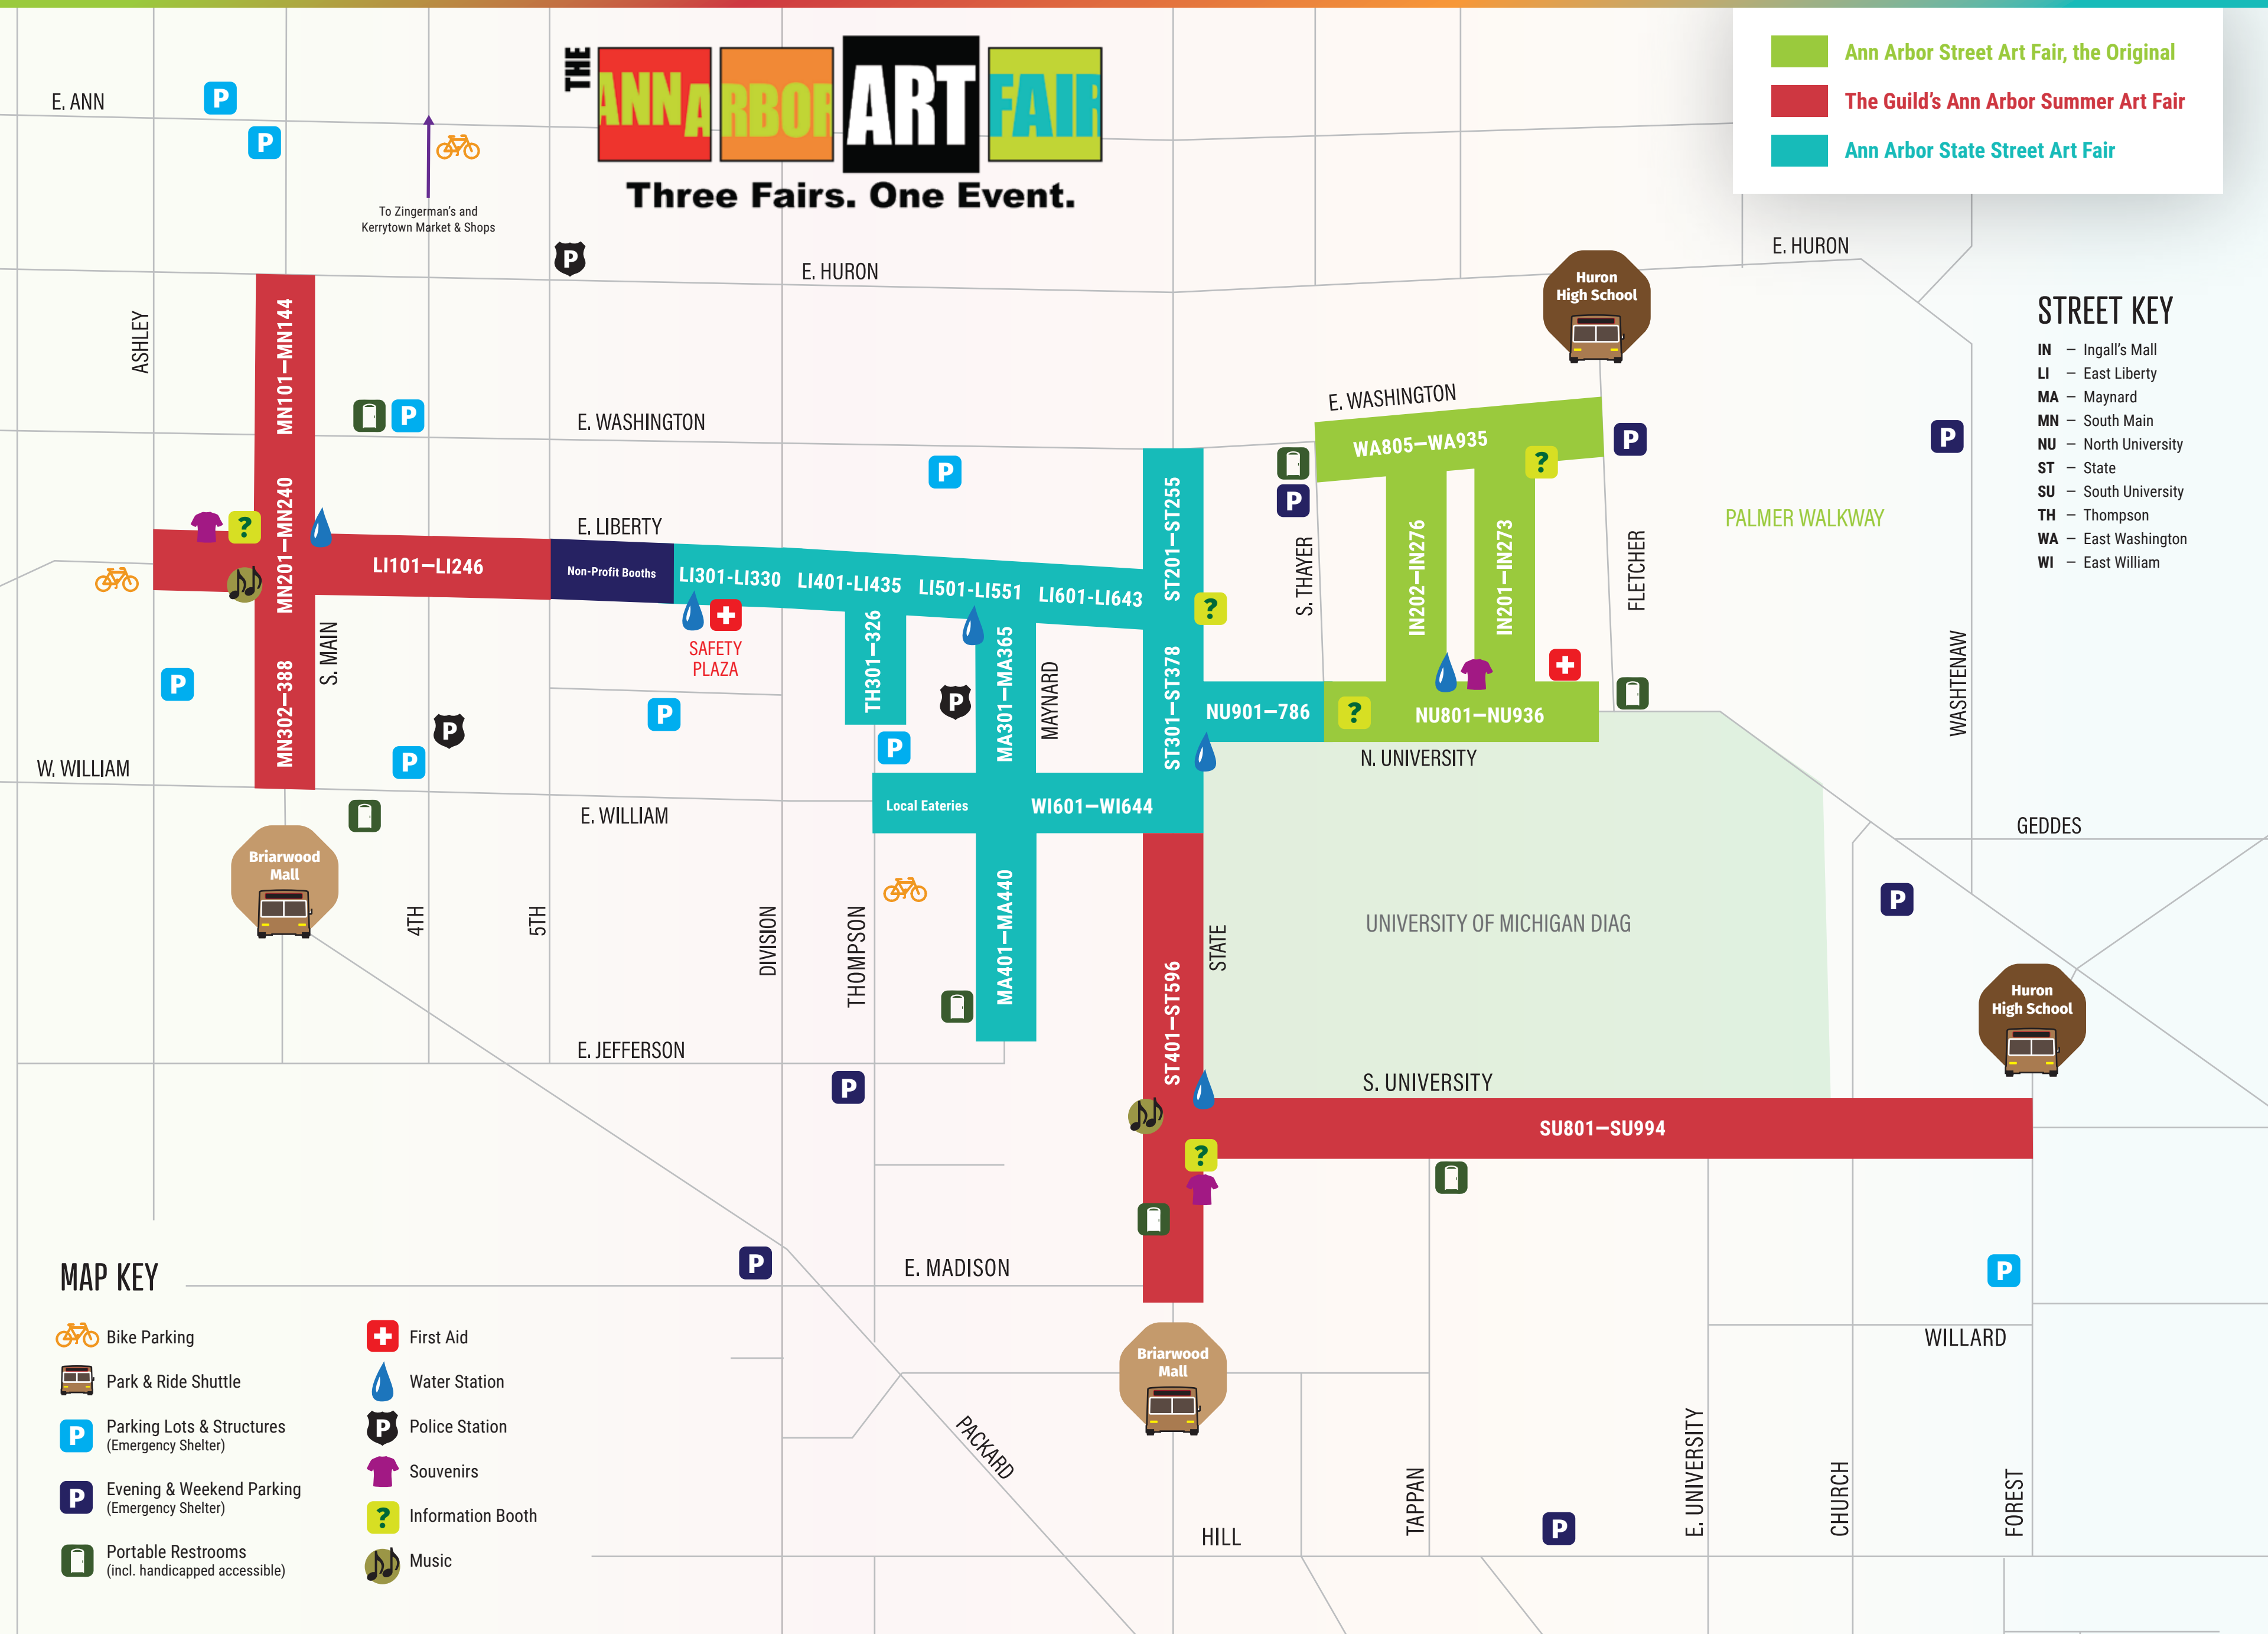 THE ANN ARBOR ART FAIR
Three Fairs. One Event.
Ann Arbor Street Art Fair, the Original
The Guild's Ann Arbor Summer Art Fair
Ann Arbor State Street Art Fair
E. ANN
P
P
To Zingerman's and
Kerrytown Market & Shops
P
E. HURON
E. HURON
Huron
High School
STREET KEY
IN – Ingall's Mall
LI – East Liberty
MA – Maynard
MN – South Main
NU – North University
ST – State
SU – South University
TH – Thompson
WA – East Washington
WI – East William
ASHLEY
MN101–MN144
P
E. WASHINGTON
E. WASHINGTON
WA805–WA935
?
P
P
P
P
MN201–MN240
?
E. LIBERTY
LI101–LI246
Non-Profit Booths
LI301-LI330
LI401-LI435
LI501-LI551
LI601-LI643
ST201–ST255
?
S. THAYER
IN202–IN276
IN201–IN273
FLETCHER
PALMER WALKWAY
WASHTENAW
SAFETY
PLAZA
TH301–326
MA301–MA365
MAYNARD
P
ST301–ST378
NU901–786
?
NU801–NU936
N. UNIVERSITY
S. MAIN
MN302–388
P
P
P
P
P
W. WILLIAM
E. WILLIAM
Local Eateries
WI601–WI644
GEDDES
Briarwood
Mall
4TH
5TH
DIVISION
THOMPSON
MA401–MA440
ST401–ST596
STATE
UNIVERSITY OF MICHIGAN DIAG
P
Huron
High School
E. JEFFERSON
P
S. UNIVERSITY
SU801–SU994
?
P
E. MADISON
P
WILLARD
Briarwood
Mall
PACKARD
HILL
TAPPAN
P
E. UNIVERSITY
CHURCH
FOREST
MAP KEY
Bike Parking
Park & Ride Shuttle
P Parking Lots & Structures
(Emergency Shelter)
P Evening & Weekend Parking
(Emergency Shelter)
Portable Restrooms
(incl. handicapped accessible)
First Aid
Water Station
P Police Station
Souvenirs
? Information Booth
Music